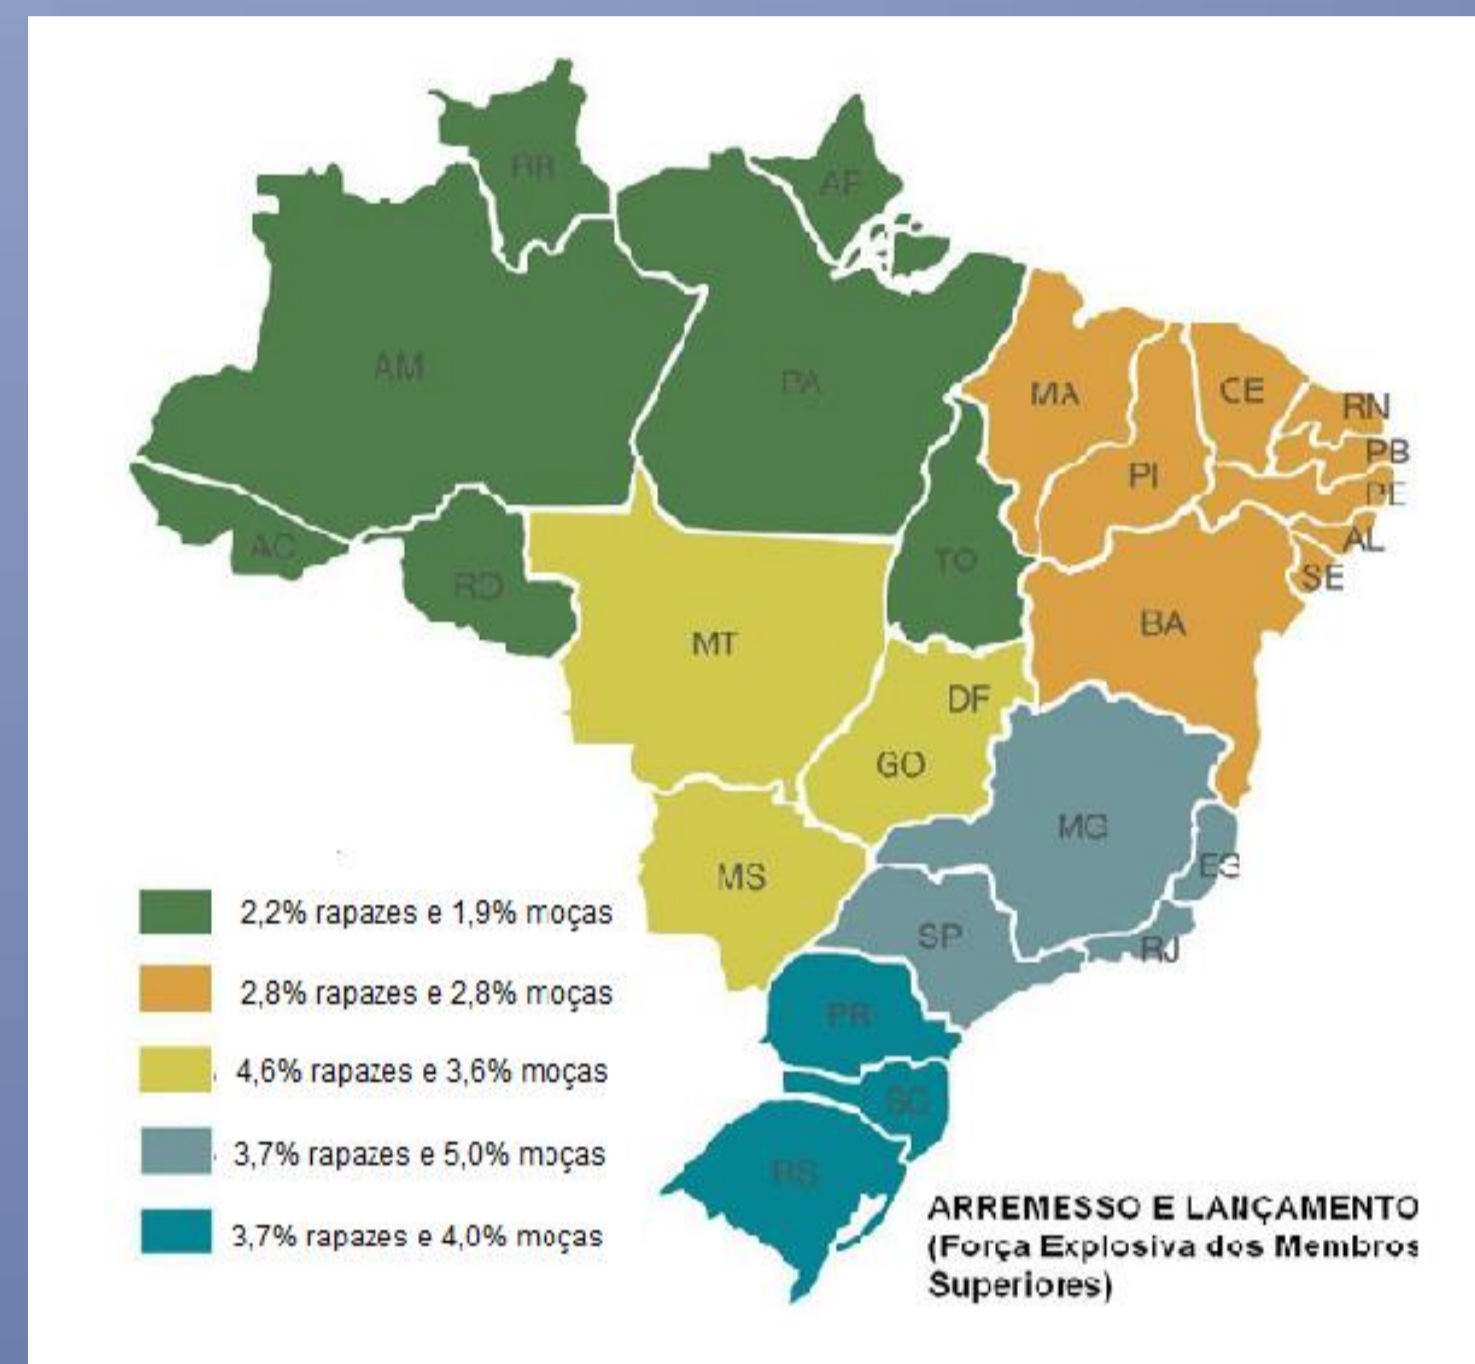 RR
AP
AM
PA
MA
CE
RN
PB
PI
PE
AL
AC
TO
SE
RO
BA
MT
DF
GO
MG
ES
MS
SP
RJ
2,2% rapazes e 1,9% moças
2,8% rapazes e 2,8% moças
PR
4,6% rapazes e 3,6% moças
SC
3,7% rapazes e 5,0% moças
RS
3,7% rapazes e 4,0% moças
ARREMESSO E LANÇAMENTO
(Força Explosiva dos Membros
Superiores)